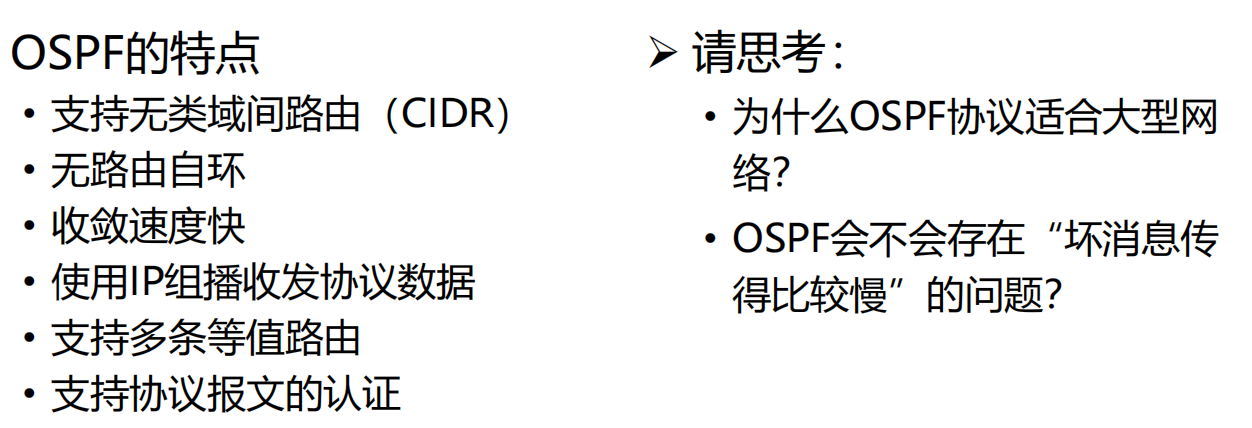 OSPF的特点
• 支持无类域间路由（CIDR）
• 无路由自环
• 收敛速度快
• 使用IP组播收发协议数据
• 支持多条等值路由
• 支持协议报文的认证
➢ 请思考：
• 为什么OSPF协议适合大型网
络？
• OSPF会不会存在“坏消息传
得比较慢”的问题？